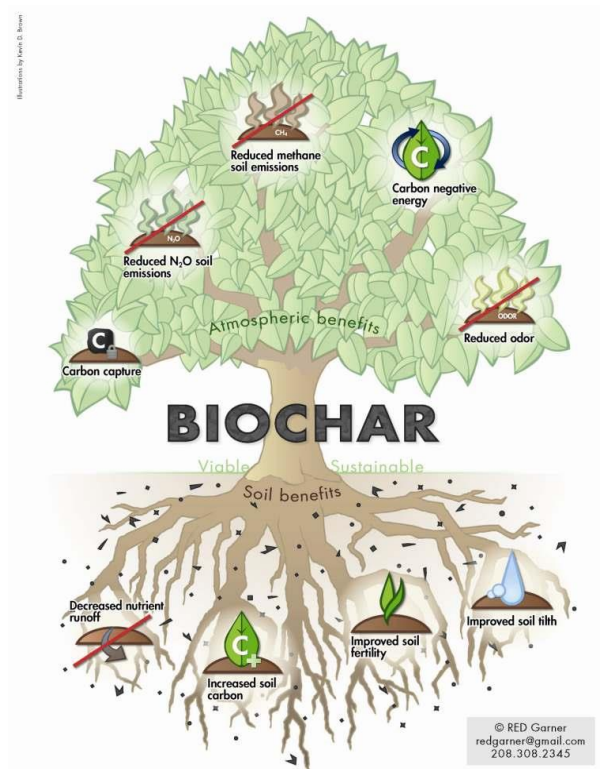 Illustrations by Kevin D. Brown
CH₄
Reduced methane
soil emissions
C
Carbon negative
energy
N₂O
Reduced N₂O soil
emissions
ODOR
Reduced odor
Atmospheric benefits
C
Carbon capture
BIOCHAR
Viable
Sustainable
Soil benefits
Decreased nutrient
runoff
C
Increased soil
carbon
Improved soil
fertility
Improved soil tilth
© RED Garner
redgarner@gmail.com
208.308.2345